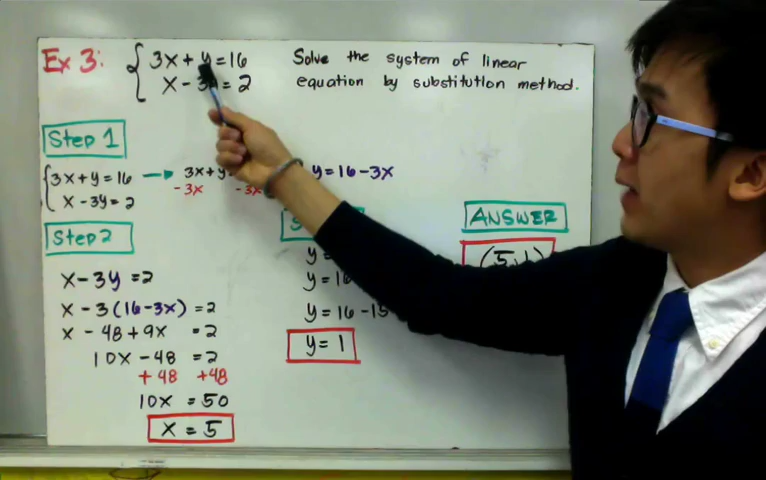 Ex 3:
3x + y = 16
x - 3y = 2
Solve the system of linear
equation by substitution method.
Step 1
3x + y = 16
x - 3y = 2
3x + y
-3x -3x
y = 16 - 3x
Step 2
x - 3y = 2
x - 3(16 - 3x) = 2
x - 48 + 9x = 2
10x - 48 = 2
+ 48 +48
10x = 50
x = 5
y =
y = 16
y = 16 - 15
y = 1
ANSWER
(5,1)